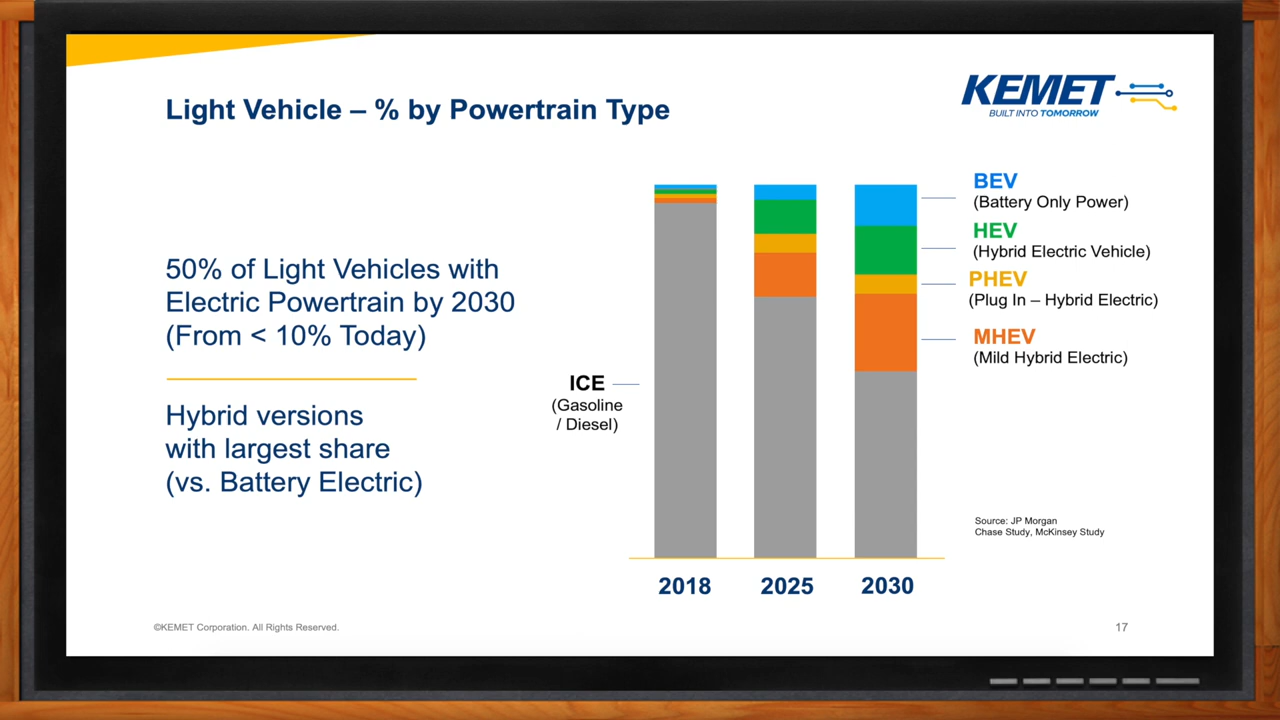 Light Vehicle – % by Powertrain Type
KEMET
BUILT INTO TOMORROW
50% of Light Vehicles with
Electric Powertrain by 2030
(From < 10% Today)
Hybrid versions
with largest share
(vs. Battery Electric)
ICE
(Gasoline
/ Diesel)
BEV
(Battery Only Power)
HEV
(Hybrid Electric Vehicle)
PHEV
(Plug In – Hybrid Electric)
MHEV
(Mild Hybrid Electric)
Source: JP Morgan
Chase Study, McKinsey Study
2018
2025
2030
©KEMET Corporation. All Rights Reserved.
17